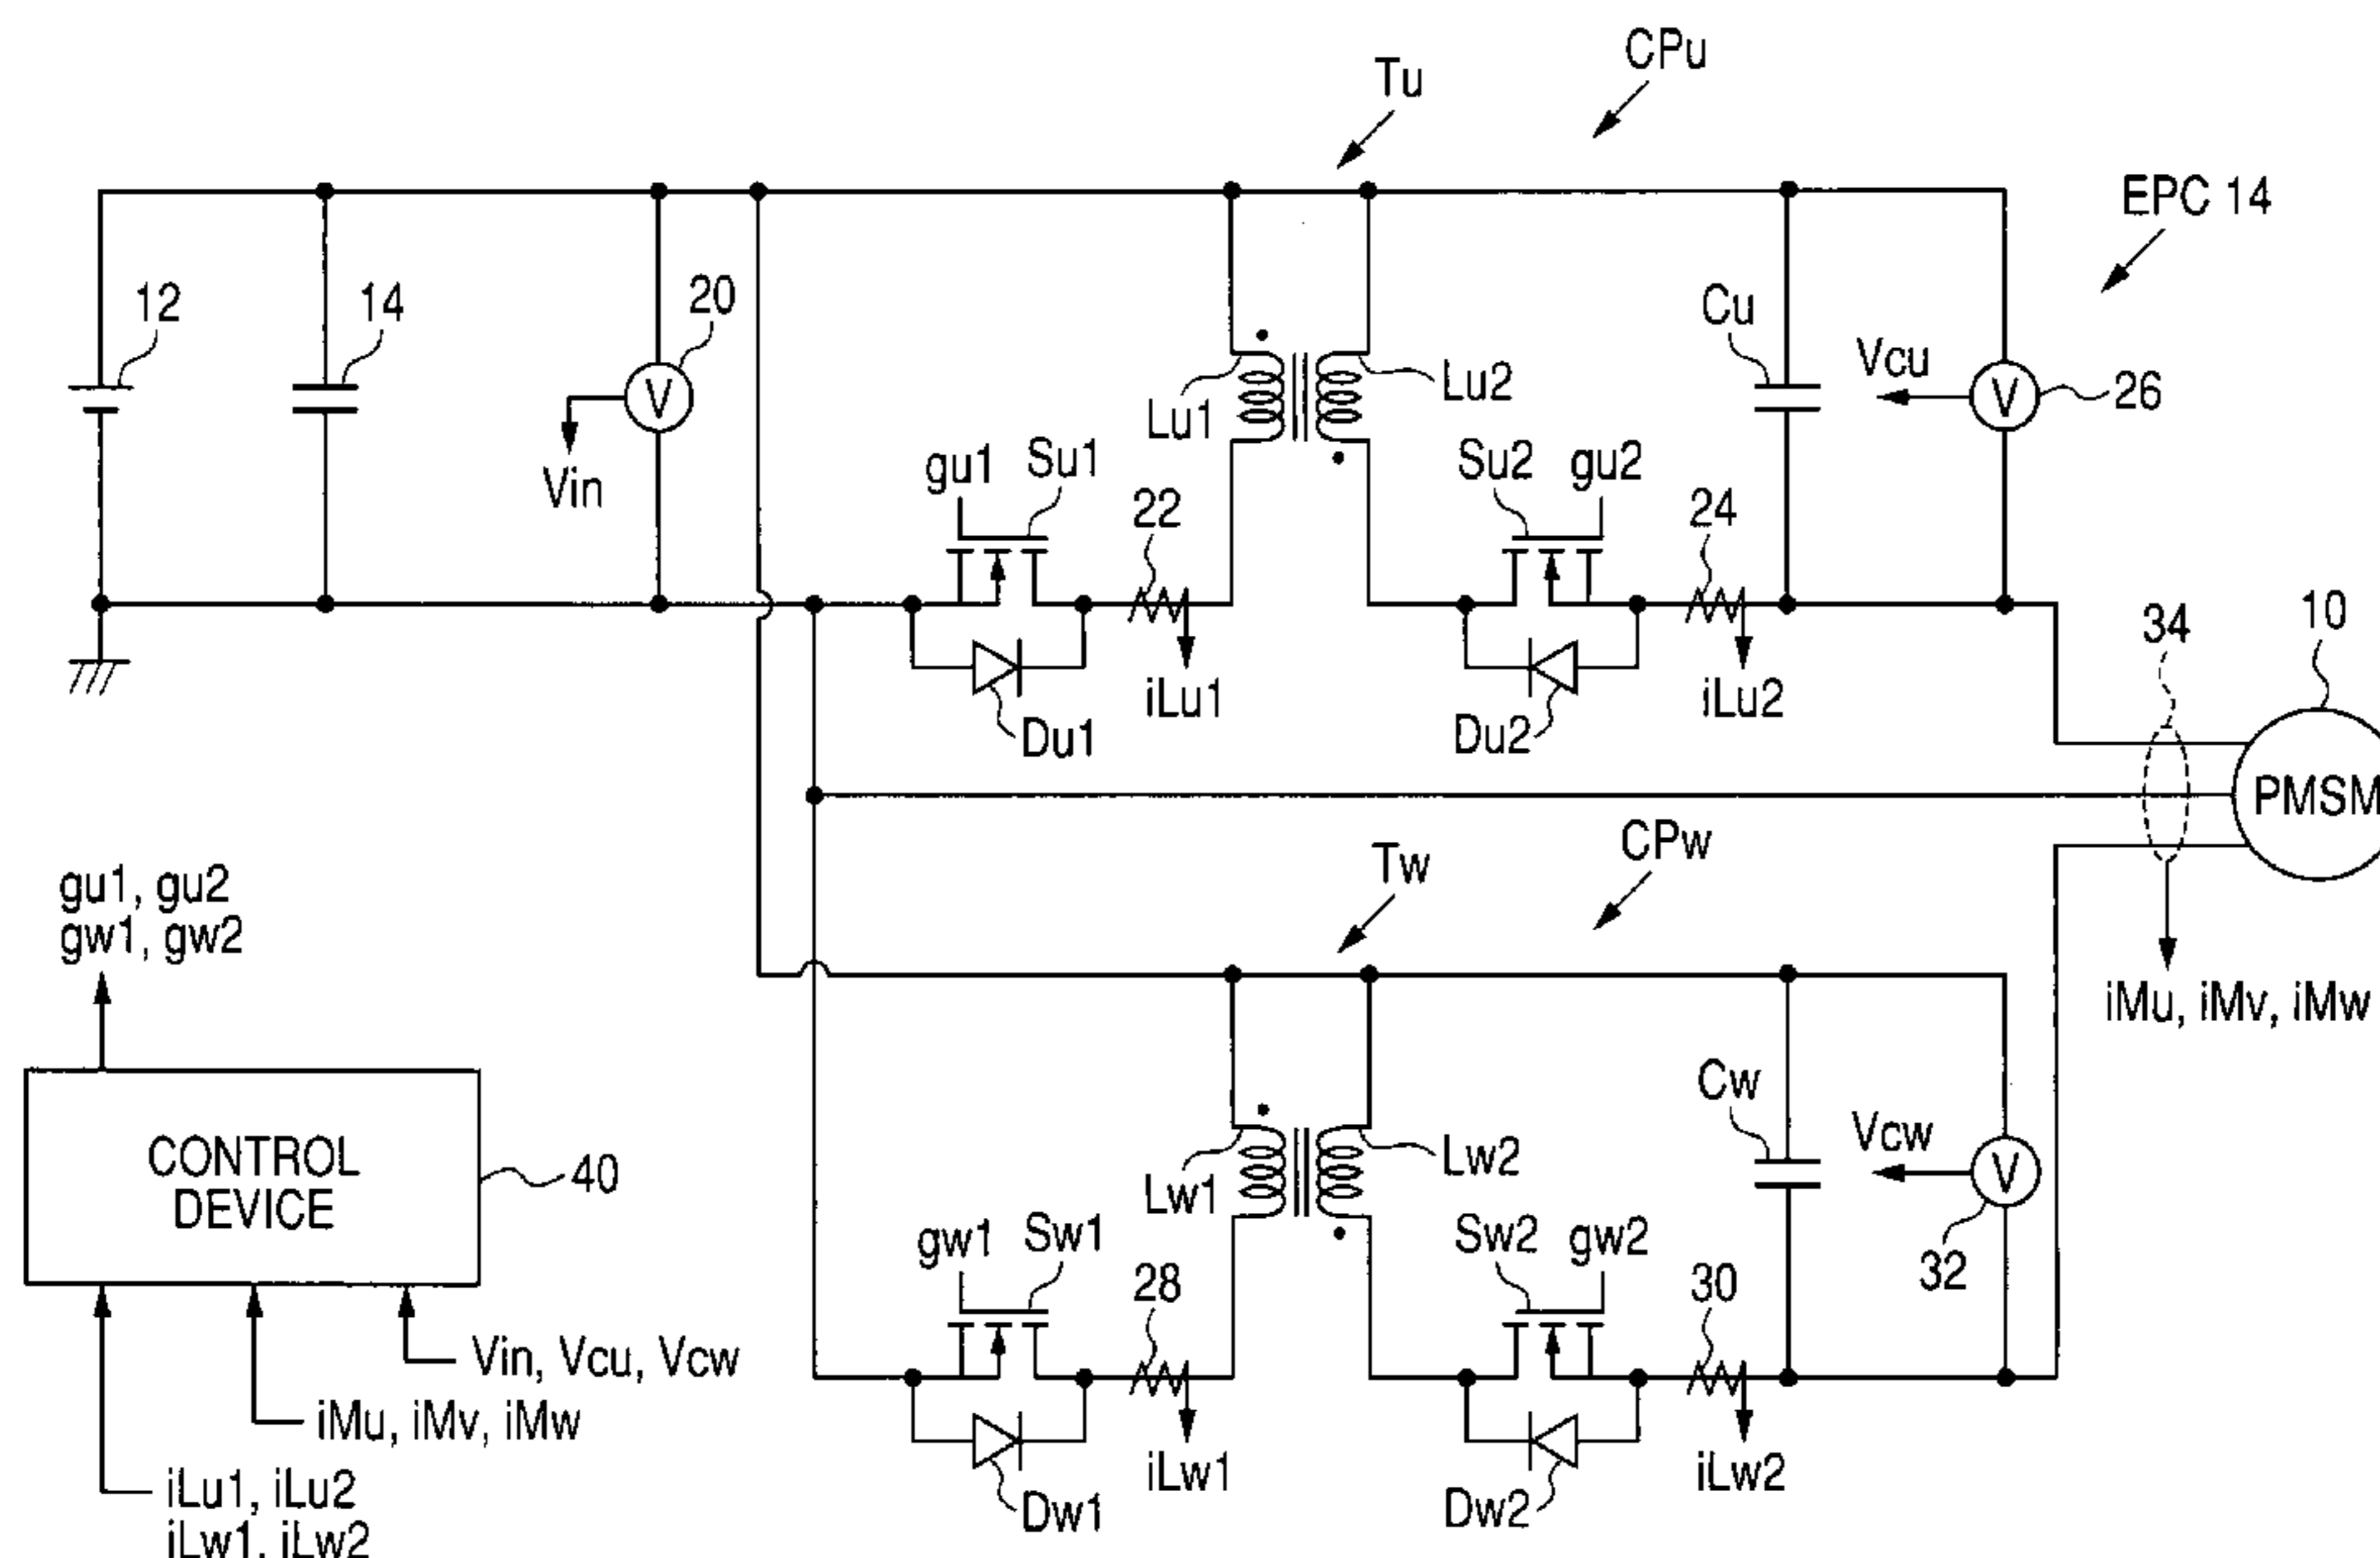 CPu
Tu
EPC 14
12
14
20
Cu
Vcu
V
V
26
Lu1
Lu2
Vin
gu1
Su1
Su2
gu2
22
24
iLu1
iLu2
Du1
Du2
34
10
PMSM
CPw
Tw
gu1, gu2
gw1, gw2
iMu, iMv, iMw
Cw
Vcw
V
32
Lw1
Lw2
CONTROL
DEVICE
40
gw1
Sw1
Sw2
gw2
28
30
Vin, Vcu, Vcw
iMu, iMv, iMw
iLu1, iLu2
iLw1, iLw2
iLw1
iLw2
Dw1
Dw2